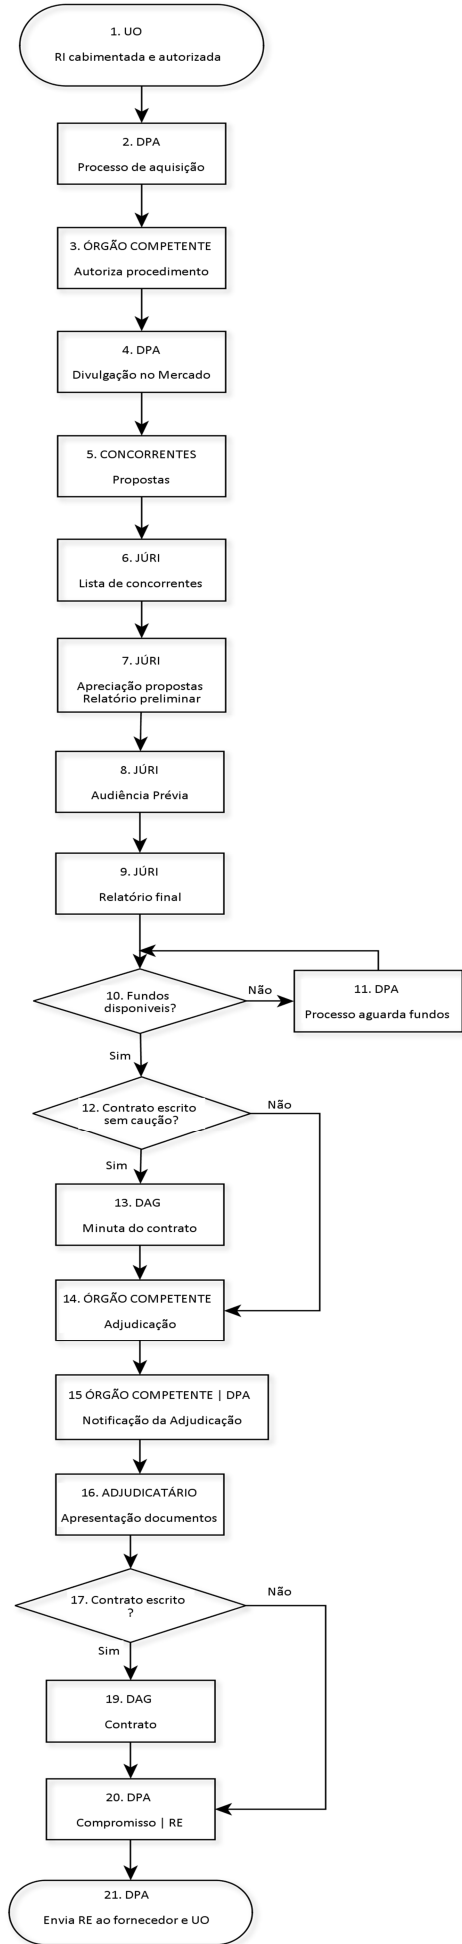 1. UO
RI cabimentada e autorizada
2. DPA
Processo de aquisição
3. ÓRGÃO COMPETENTE
Autoriza procedimento
4. DPA
Divulgação no Mercado
5. CONCORRENTES
Propostas
6. JÚRI
Lista de concorrentes
7. JÚRI
Apreciação propostas
Relatório preliminar
8. JÚRI
Audiência Prévia
9. JÚRI
Relatório final
10. Fundos
disponiveis?
Não
11. DPA
Processo aguarda fundos
Sim
12. Contrato escrito
sem caução?
Não
Sim
13. DAG
Minuta do contrato
14. ÓRGÃO COMPETENTE
Adjudicação
15 ÓRGÃO COMPETENTE | DPA
Notificação da Adjudicação
16. ADJUDICATÁRIO
Apresentação documentos
17. Contrato escrito
?
Não
Sim
19. DAG
Contrato
20. DPA
Compromisso | RE
21. DPA
Envia RE ao fornecedor e UO